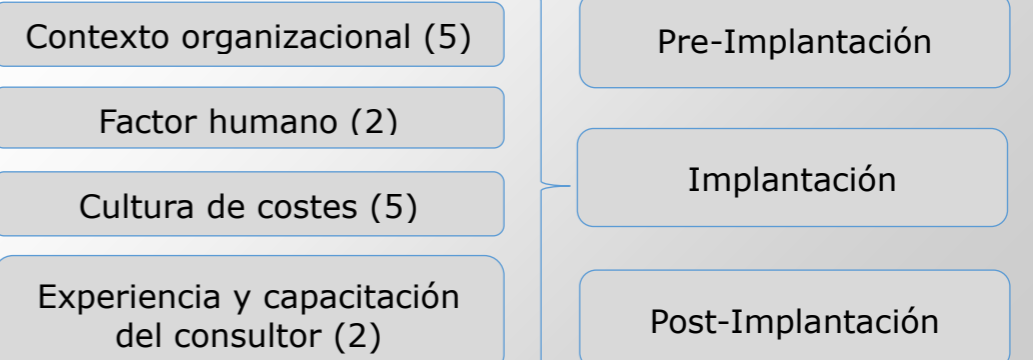 Contexto organizacional (5)
Factor humano (2)
Cultura de costes (5)
Experiencia y capacitación
del consultor (2)
Pre-Implantación
Implantación
Post-Implantación